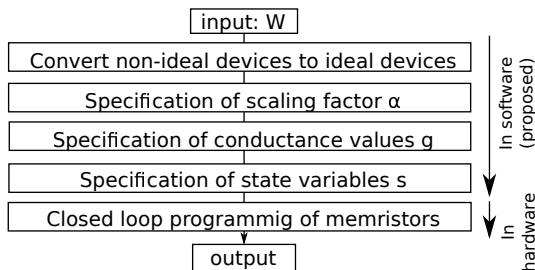 input: W
Convert non-ideal devices to ideal devices
Specification of scaling factor α
Specification of conductance values g
Specification of state variables s
Closed loop programmig of memristors
output
In software
(proposed)
In
hardware